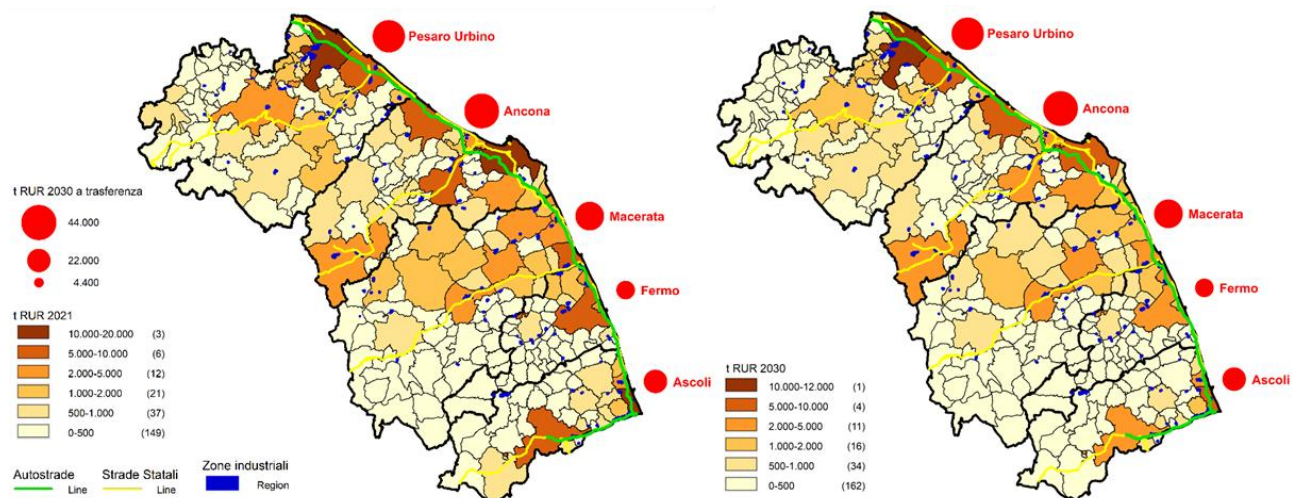 Pesaro Urbino
Ancona
Macerata
Fermo
Ascoli
t RUR 2030 a trasferenza
44.000
22.000
4.400
t RUR 2021
10.000-20.000 (3)
5.000-10.000 (6)
2.000-5.000 (12)
1.000-2.000 (21)
500-1.000 (37)
0-500 (149)
Autostrade
Line
Strade Statali
Line
Zone industriali
Region
Pesaro Urbino
Ancona
Macerata
Fermo
Ascoli
t RUR 2030
10.000-12.000 (1)
5.000-10.000 (4)
2.000-5.000 (11)
1.000-2.000 (16)
500-1.000 (34)
0-500 (162)